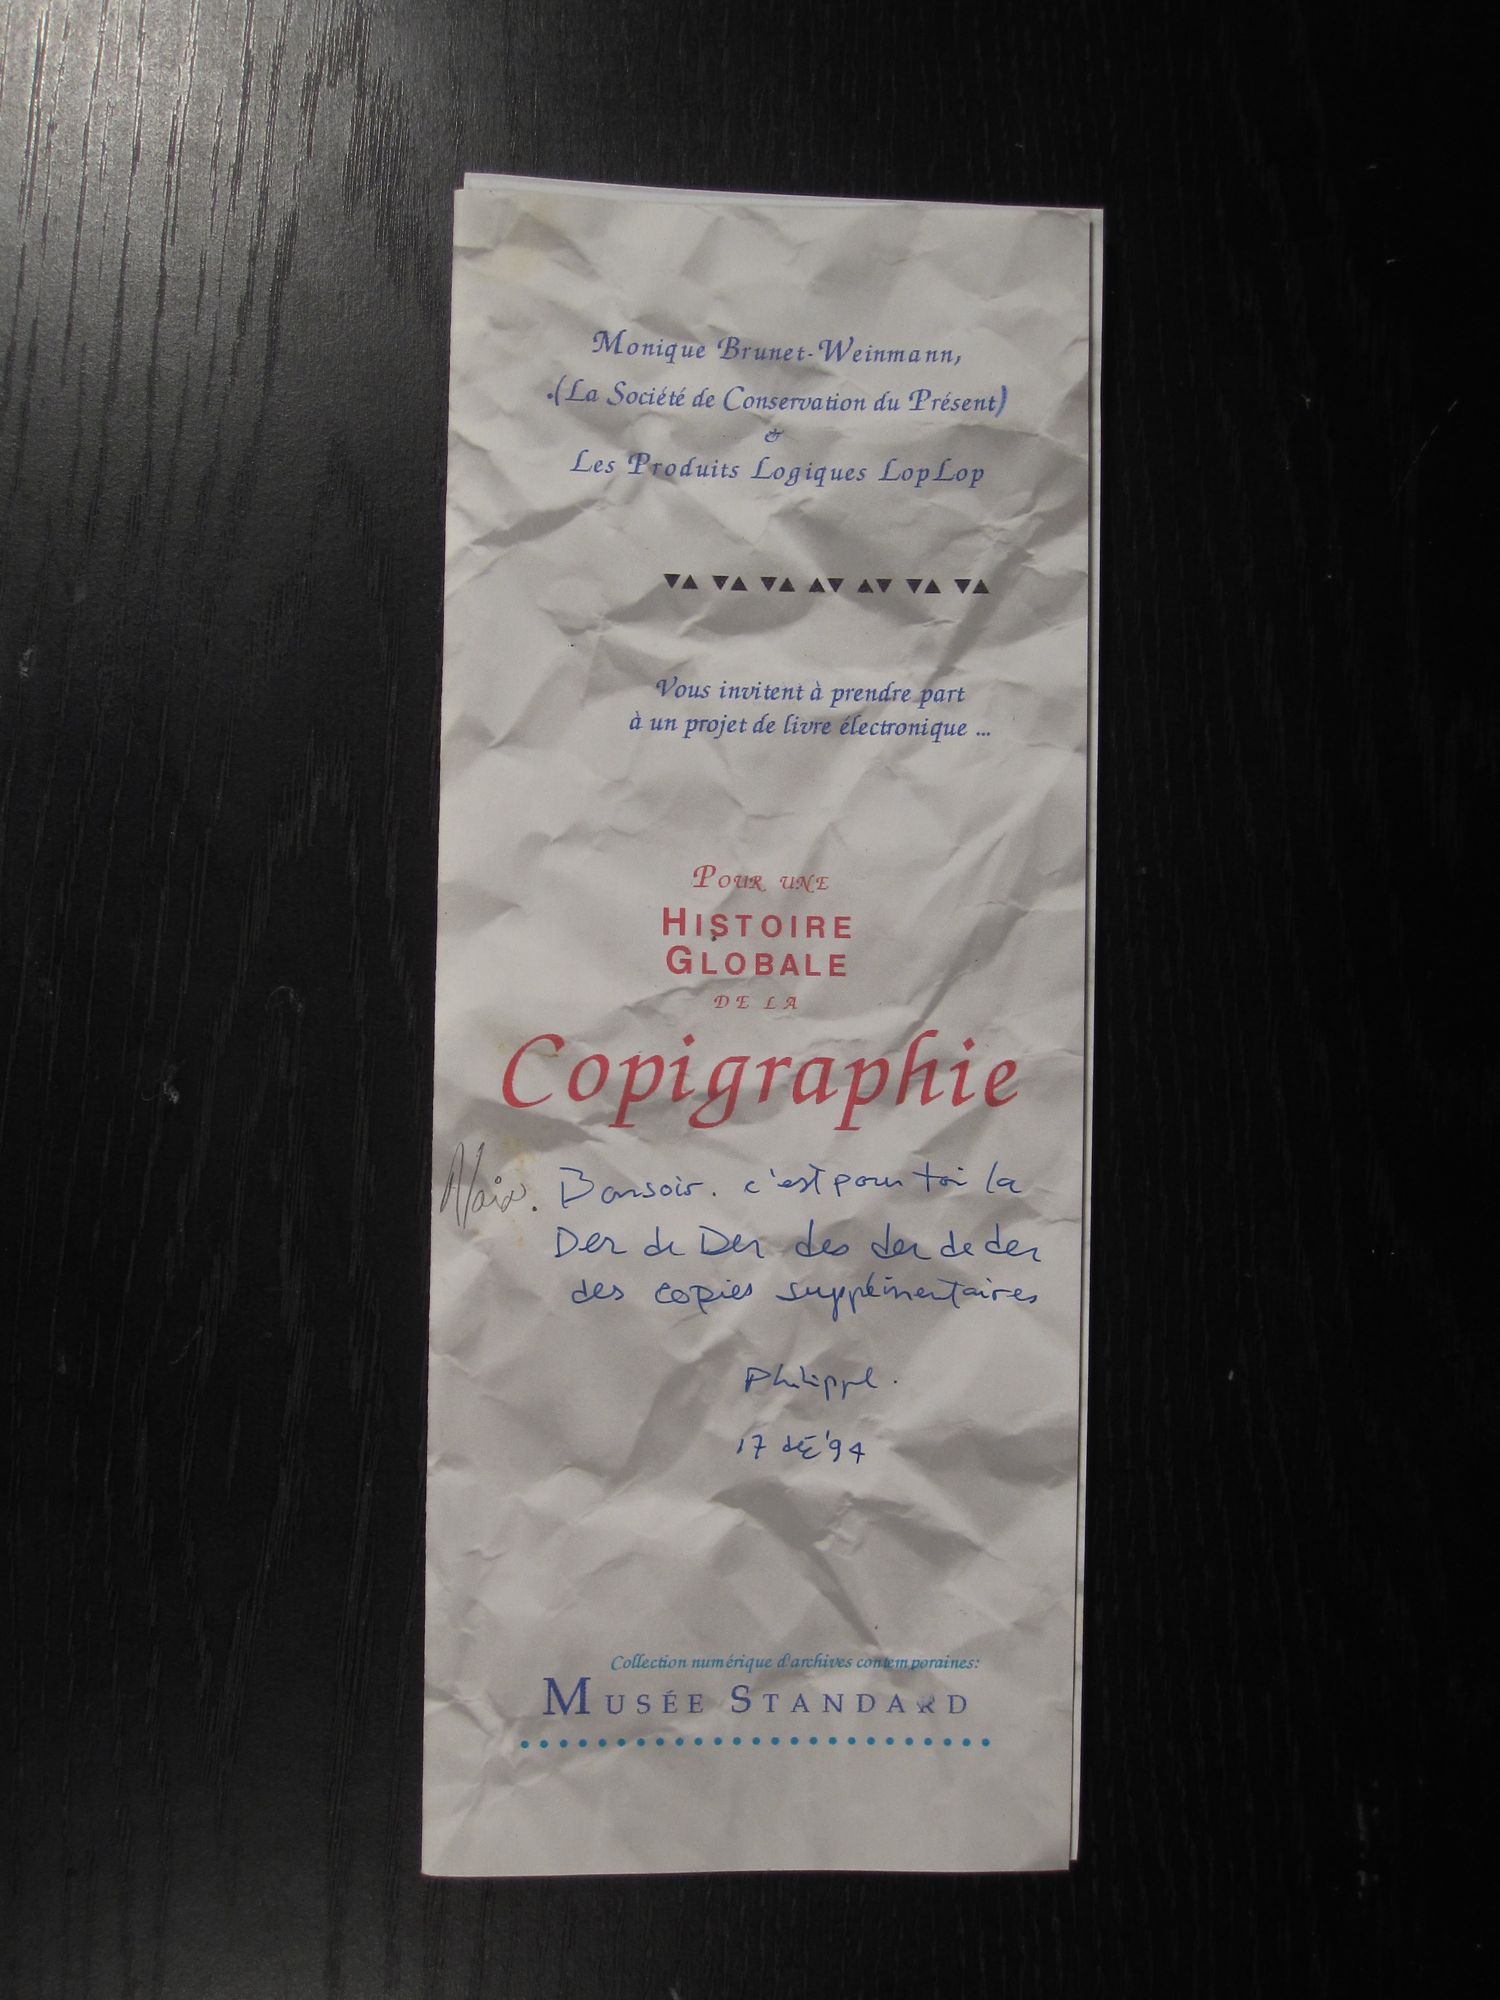 Monique Brunet-Weinmann,
.(La Société de Conservation du Présent)
&
Les Produits Logiques LopLop
Vous invitent à prendre part
à un projet de livre électronique ...
POUR UNE
HISTOIRE
GLOBALE
DE LA
Copigraphie
Alain. Bonsoir. c'est pour toi la
Der de Der des der de der
des copies supplémentaires
Philippe.
17 déc '94
Collection numérique d'archives contemporaines:
MUSÉE STANDARD